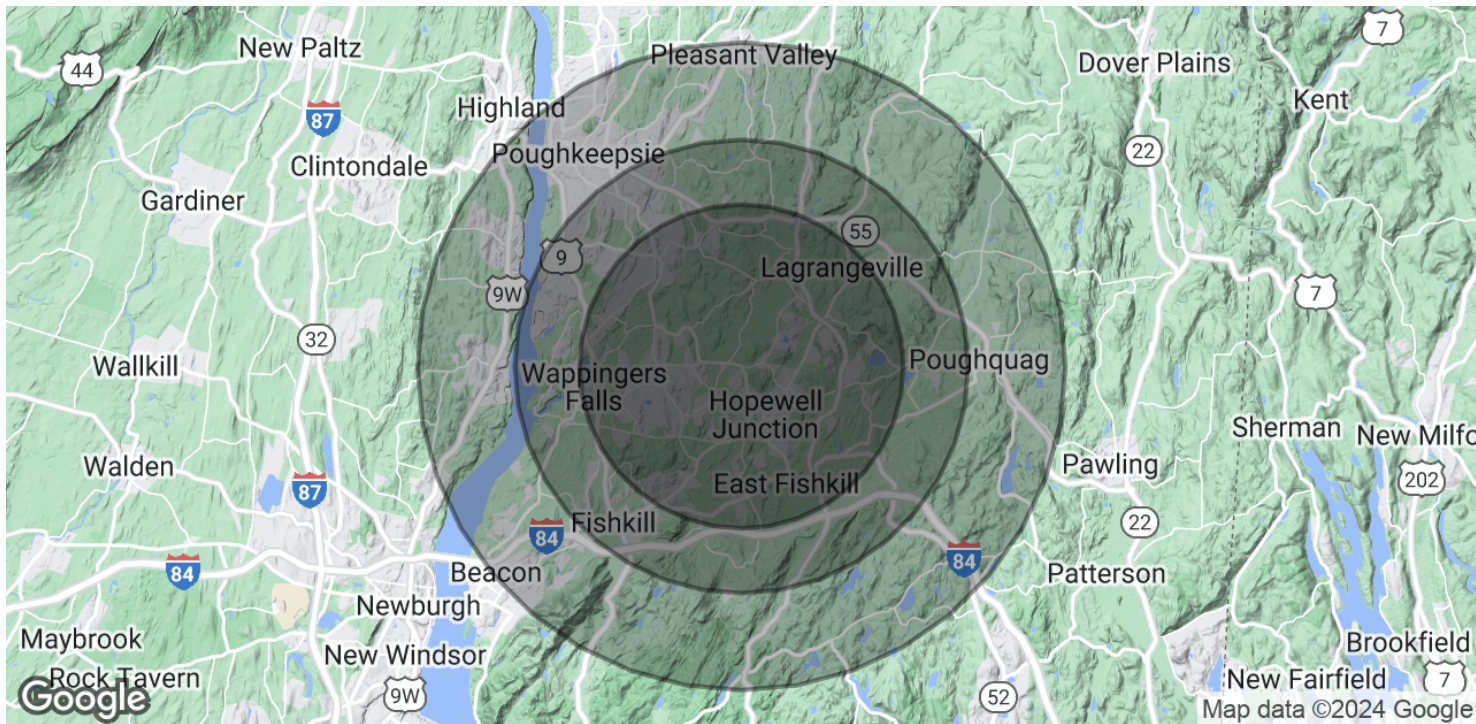 New Paltz
Pleasant Valley
7
44
Dover Plains
Highland
Kent
87
22
Poughkeepsie
Clintondale
Gardiner
55
9
Lagrangeville
9W
7
32
Wallkill
Poughquag
Wappingers
Falls
Hopewell
Junction
Sherman
New Milfo
Walden
Pawling
202
East Fishkill
87
Fishkill
22
84
84
84
Beacon
Patterson
Newburgh
Maybrook
Brookfield
New Windsor
Rock Tavern
New Fairfield
7
9W
52
Google
Map data ©2024 Google